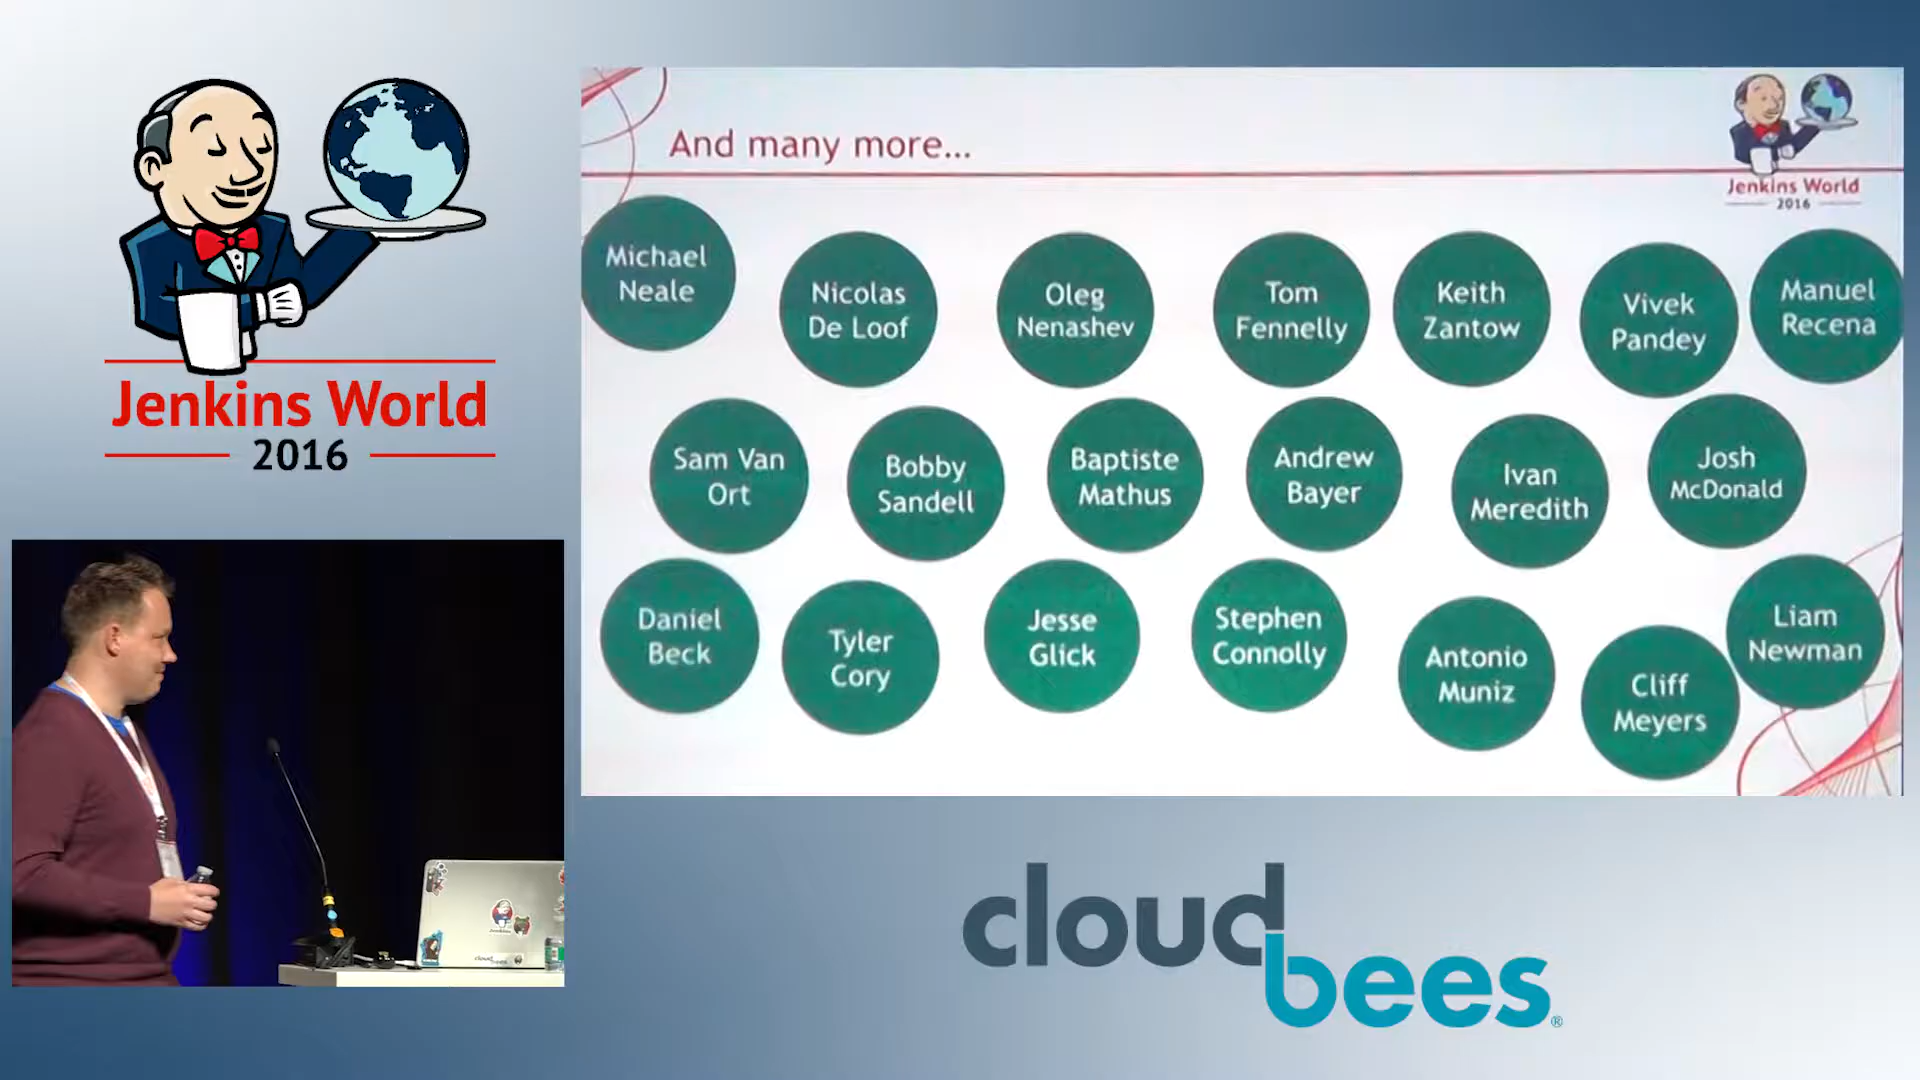 Jenkins World
2016
And many more...
Jenkins World
2016
Michael
Neale
Nicolas
De Loof
Oleg
Nenashev
Tom
Fennelly
Keith
Zantow
Vivek
Pandey
Manuel
Recena
Sam Van
Ort
Bobby
Sandell
Baptiste
Mathus
Andrew
Bayer
Ivan
Meredith
Josh
McDonald
Daniel
Beck
Tyler
Cory
Jesse
Glick
Stephen
Connolly
Antonio
Muniz
Cliff
Meyers
Liam
Newman
Jenkins
cloudbees
cloudbees®